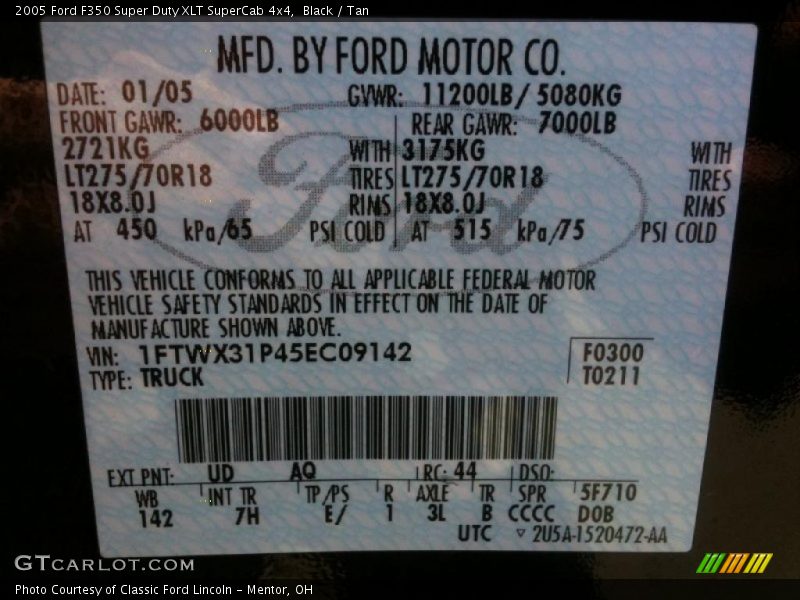 2005 Ford F350 Super Duty XLT SuperCab 4x4, Black / Tan
MFD. BY FORD MOTOR CO.
DATE: 01/05 GVWR: 11200LB/ 5080KG
FRONT GAWR: 6000LB REAR GAWR: 7000LB
2721KG WITH 3175KG WITH
LT275/70R18 TIRES LT275/70R18 TIRES
18X8.0J RIMS 18X8.0J RIMS
AT 450 kPa/65 PSI COLD AT 515 kPa/75 PSI COLD
Ford
THIS VEHICLE CONFORMS TO ALL APPLICABLE FEDERAL MOTOR
VEHICLE SAFETY STANDARDS IN EFFECT ON THE DATE OF
MANUFACTURE SHOWN ABOVE.
VIN: 1FTWX31P45EC09142 F0300
TYPE: TRUCK T0211
EXT PNT: UD AQ RC: 44 DSO:
WB INT TR TP/PS R AXLE TR SPR 5F710
142 7H E/ 1 3L B CCCC D0B
UTC ▽ 2U5A-1520472-AA
GTCARLOT.COM
Photo Courtesy of Classic Ford Lincoln - Mentor, OH